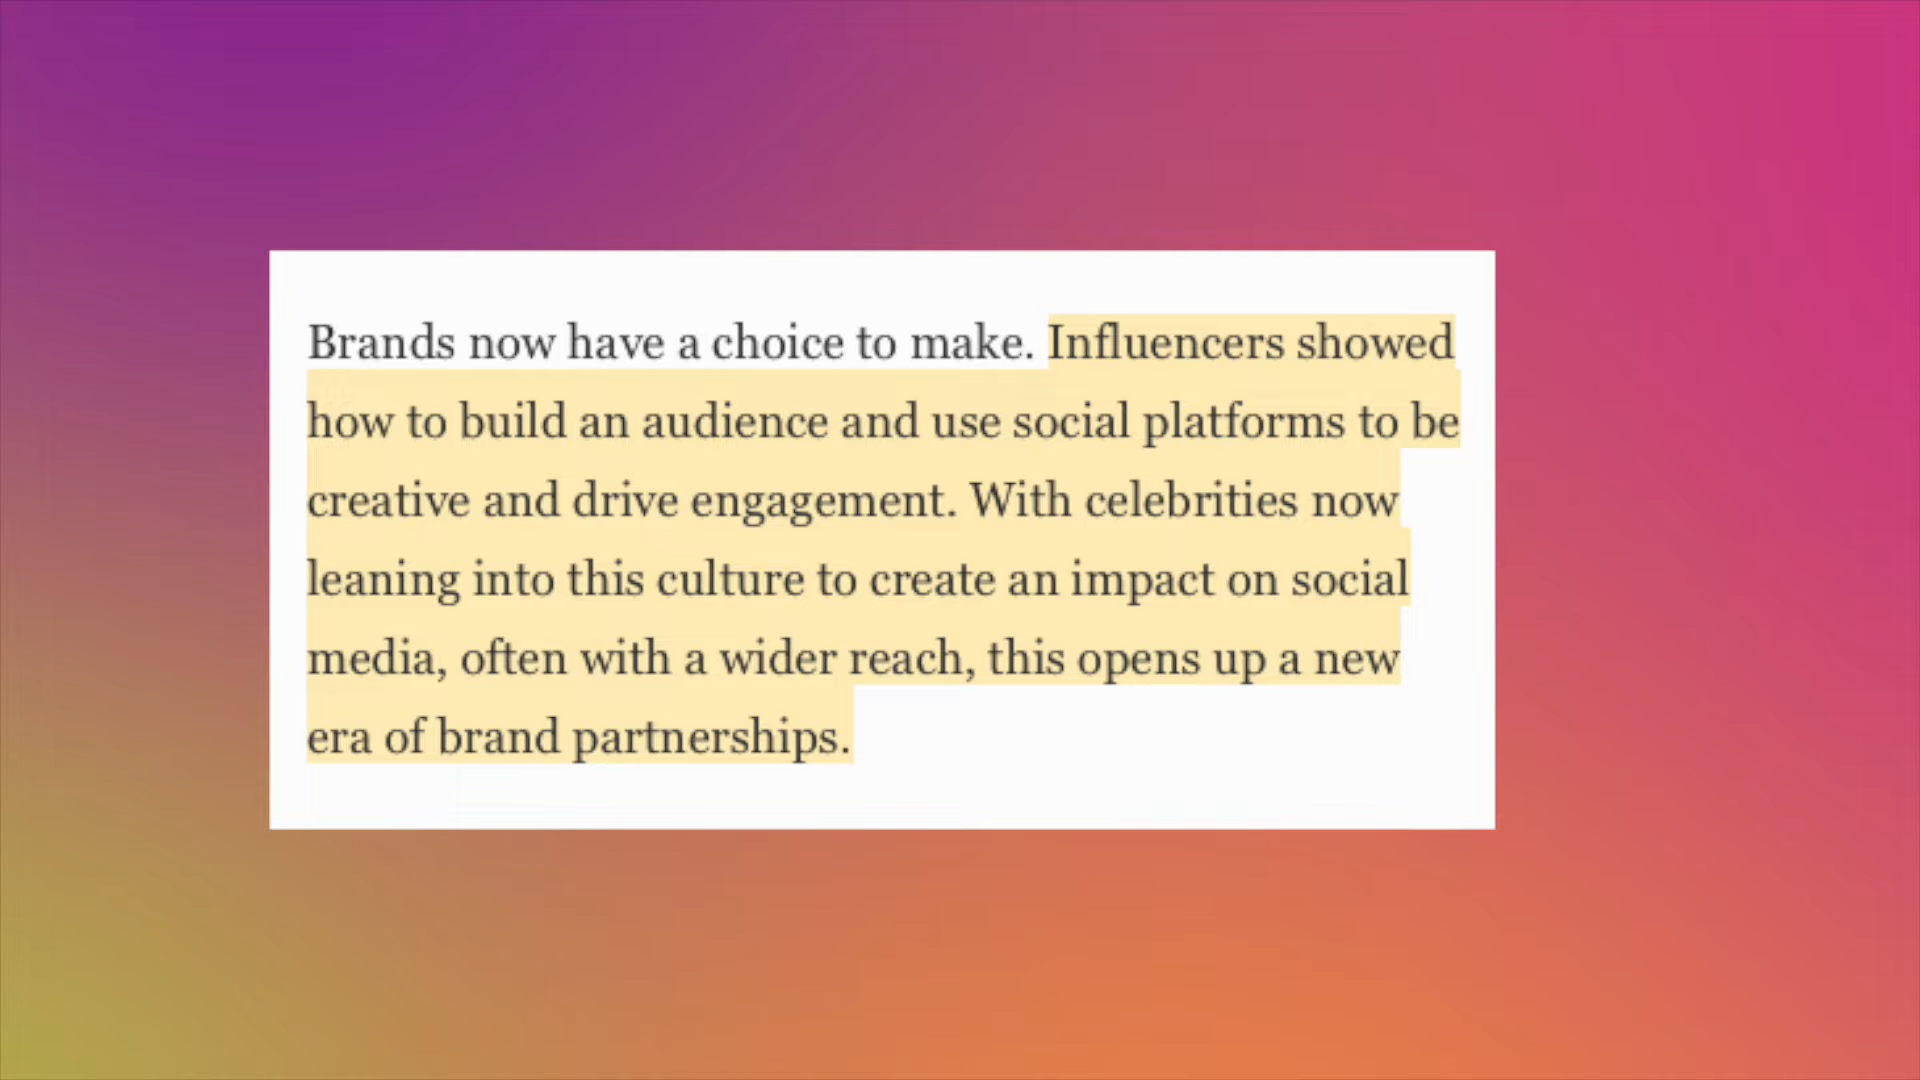 Brands now have a choice to make. Influencers showed
how to build an audience and use social platforms to be
creative and drive engagement. With celebrities now
leaning into this culture to create an impact on social
media, often with a wider reach, this opens up a new
era of brand partnerships.